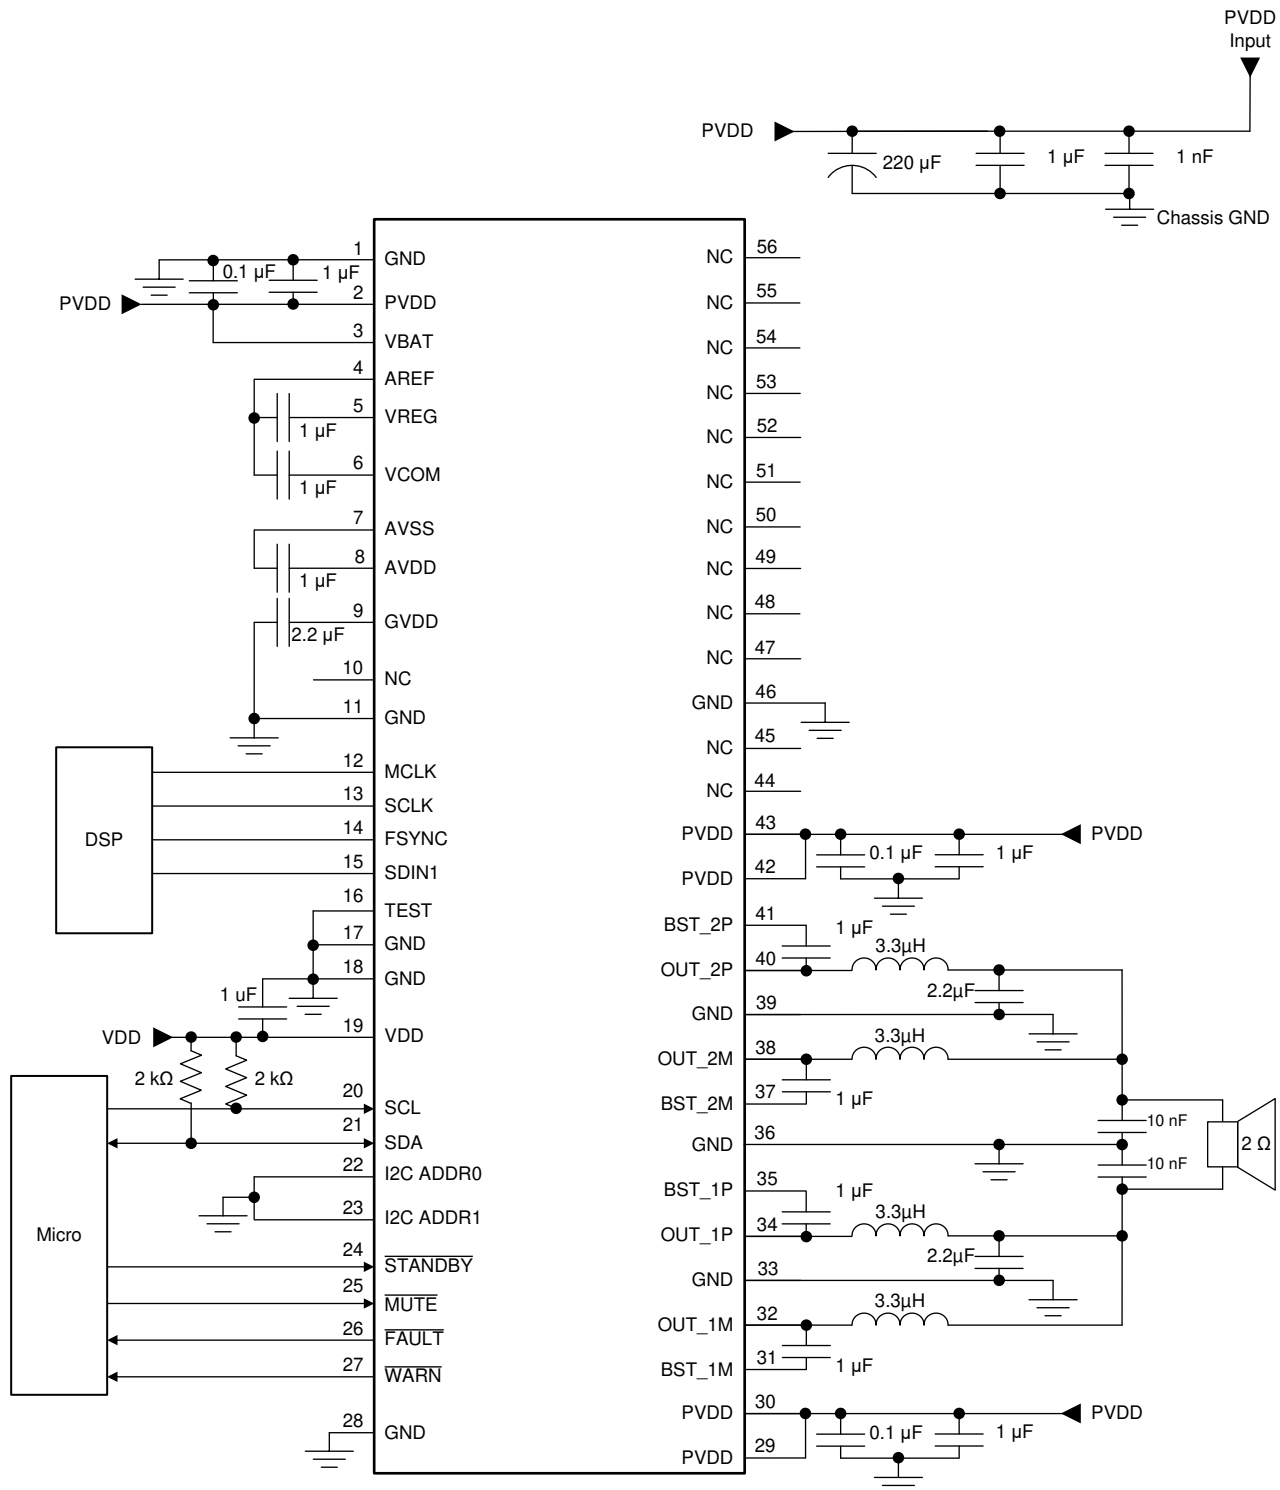 PVDD
Input
PVDD
220 µF
1 µF
1 nF
Chassis GND
1
GND
0.1 µF
1 µF
2
PVDD
PVDD
3
VBAT
4
AREF
5
VREG
1 µF
6
VCOM
1 µF
7
AVSS
8
AVDD
1 µF
9
GVDD
2.2 µF
10
NC
11
GND
DSP
12
MCLK
13
SCLK
14
FSYNC
15
SDIN1
16
TEST
17
GND
18
GND
1 uF
VDD
19
VDD
2 kΩ
2 kΩ
20
SCL
21
SDA
22
I2C ADDR0
23
I2C ADDR1
Micro
24
STANDBY
25
MUTE
26
FAULT
27
WARN
28
GND
NC
56
NC
55
NC
54
NC
53
NC
52
NC
51
NC
50
NC
49
NC
48
NC
47
GND
46
NC
45
NC
44
PVDD
43
PVDD
0.1 µF
1 µF
PVDD
42
BST_2P
41
1 µF
3.3µH
OUT_2P
40
2.2µF
GND
39
3.3µH
OUT_2M
38
BST_2M
37
1 µF
10 nF
GND
36
2 Ω
10 nF
BST_1P
35
1 µF
3.3µH
OUT_1P
34
2.2µF
GND
33
3.3µH
OUT_1M
32
BST_1M
31
1 µF
PVDD
30
PVDD
0.1 µF
1 µF
PVDD
29